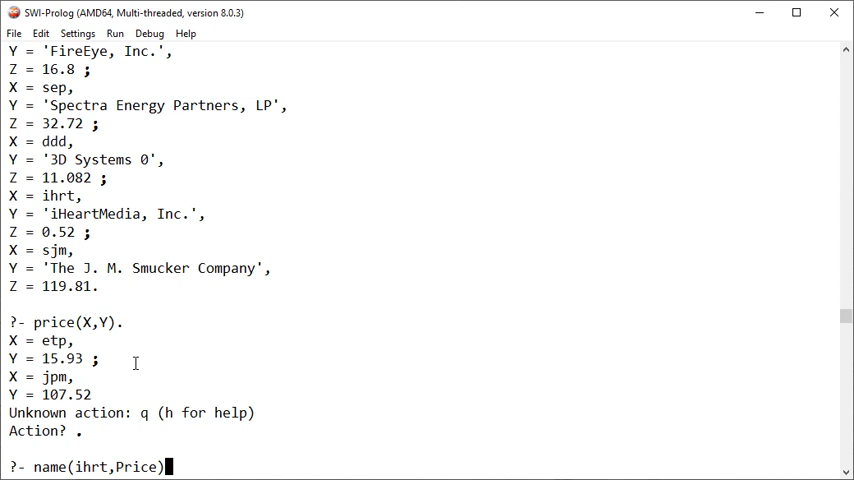 SWI-Prolog (AMD64, Multi-threaded, version 8.0.3)
File Edit Settings Run Debug Help
Y = 'FireEye, Inc.',
Z = 16.8 ;
X = sep,
Y = 'Spectra Energy Partners, LP',
Z = 32.72 ;
X = ddd,
Y = '3D Systems 0',
Z = 11.082 ;
X = ihrt,
Y = 'iHeartMedia, Inc.',
Z = 0.52 ;
X = sjm,
Y = 'The J. M. Smucker Company',
Z = 119.81.
?- price(X,Y).
X = etp,
Y = 15.93 ;
X = jpm,
Y = 107.52
Unknown action: q (h for help)
Action? .
?- name(ihrt,Price)